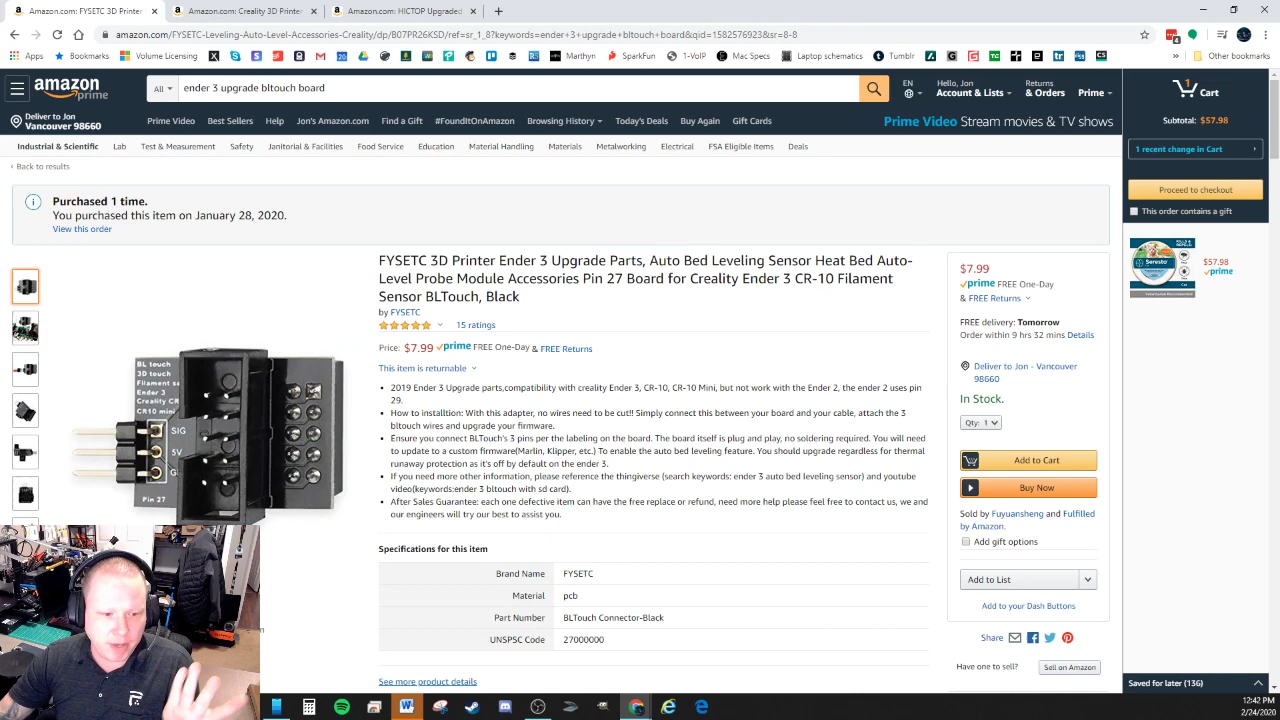 Amazon.com: FYSETC 3D Printer
Amazon.com: Creality 3D Printer
Amazon.com: HICTOP Upgraded
amazon.com/FYSETC-Leveling-Auto-Level-Accessories-Creality/dp/B07PR26KSD/ref=sr_1_8?keywords=ender+3+upgrade+bltouch+board&qid=1582576923&sr=8-8
Apps
Bookmarks
Volume Licensing
Marthyn
SparkFun
1-VoIP
Mac Specs
Laptop schematics
Tumblr
Other bookmarks
amazon prime
All
ender 3 upgrade bltouch board
EN
Hello, Jon
Account & Lists
Returns
& Orders
Prime
1
Cart
Deliver to Jon
Vancouver 98660
Prime Video
Best Sellers
Help
Jon's Amazon.com
Find a Gift
#FoundItOnAmazon
Browsing History
Today's Deals
Buy Again
Gift Cards
Prime Video Stream movies & TV shows
Subtotal: $57.98
Industrial & Scientific
Lab
Test & Measurement
Safety
Janitorial & Facilities
Food Service
Education
Material Handling
Materials
Metalworking
Electrical
FSA Eligible Items
Deals
1 recent change in Cart
‹ Back to results
Proceed to checkout
This order contains a gift
Purchased 1 time.
You purchased this item on January 28, 2020.
View this order
$57.98
prime
FYSETC 3D Printer Ender 3 Upgrade Parts, Auto Bed Leveling Sensor Heat Bed Auto-
Level Probe Module Accessories Pin 27 Board for Creality Ender 3 CR-10 Filament
Sensor BLTouch, Black
by FYSETC
15 ratings
Price: $7.99 prime FREE One-Day & FREE Returns
This item is returnable
2019 Ender 3 Upgrade parts,compatibility with creality Ender 3, CR-10, CR-10 Mini, but not work with the Ender 2, the ender 2 uses pin
29.
How to installtion: With this adapter, no wires need to be cut!! Simply connect this between your board and your cable, attach the 3
bltouch wires and upgrade your firmware.
Ensure you connect BLTouch's 3 pins per the labeling on the board. The board itself is plug and play, no soldering required. You will need
to update to a custom firmware(Marlin, Klipper, etc.) To enable the auto bed leveling feature. You should upgrade regardless for thermal
runaway protection as it's off by default on the ender 3.
If you need more other information, please reference the thingiverse (search keywords: ender 3 auto bed leveling sensor) and youtube
video(keywords:ender 3 bltouch with sd card).
After Sales Guarantee: each one defective item can have the free replace or refund, need more help please feel free to contact us, we and
our engineers will try our best to assist you.
Specifications for this item
Brand Name FYSETC
Material pcb
Part Number BLTouch Connector-Black
UNSPSC Code 27000000
See more product details
BL touch
3D touch
Filament se
Ender 3
Creality CR
CR10 mini
SIG
5V
Pin 27
$7.99
prime FREE One-Day
& FREE Returns
FREE delivery: Tomorrow
Order within 9 hrs 32 mins Details
Deliver to Jon - Vancouver
98660
In Stock.
Qty: 1
Add to Cart
Buy Now
Sold by Fuyuansheng and Fulfilled
by Amazon.
Add gift options
Add to List
Add to your Dash Buttons
Share
Have one to sell?
Sell on Amazon
Saved for later (136)
12:42 PM
2/24/2020